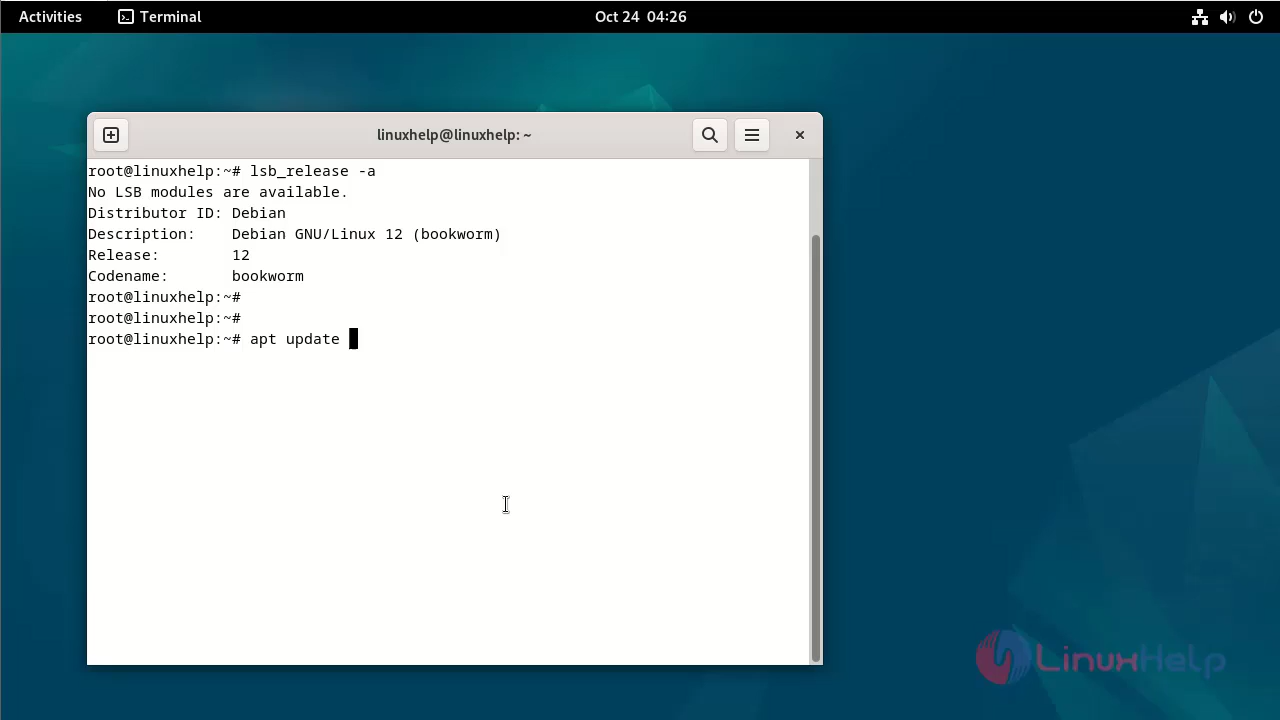 Activities Terminal Oct 24 04:26
linuxhelp@linuxhelp: ~
root@linuxhelp:~# lsb_release -a
No LSB modules are available.
Distributor ID: Debian
Description:    Debian GNU/Linux 12 (bookworm)
Release:        12
Codename:       bookworm
root@linuxhelp:~#
root@linuxhelp:~#
root@linuxhelp:~# apt update
LinuxHelp